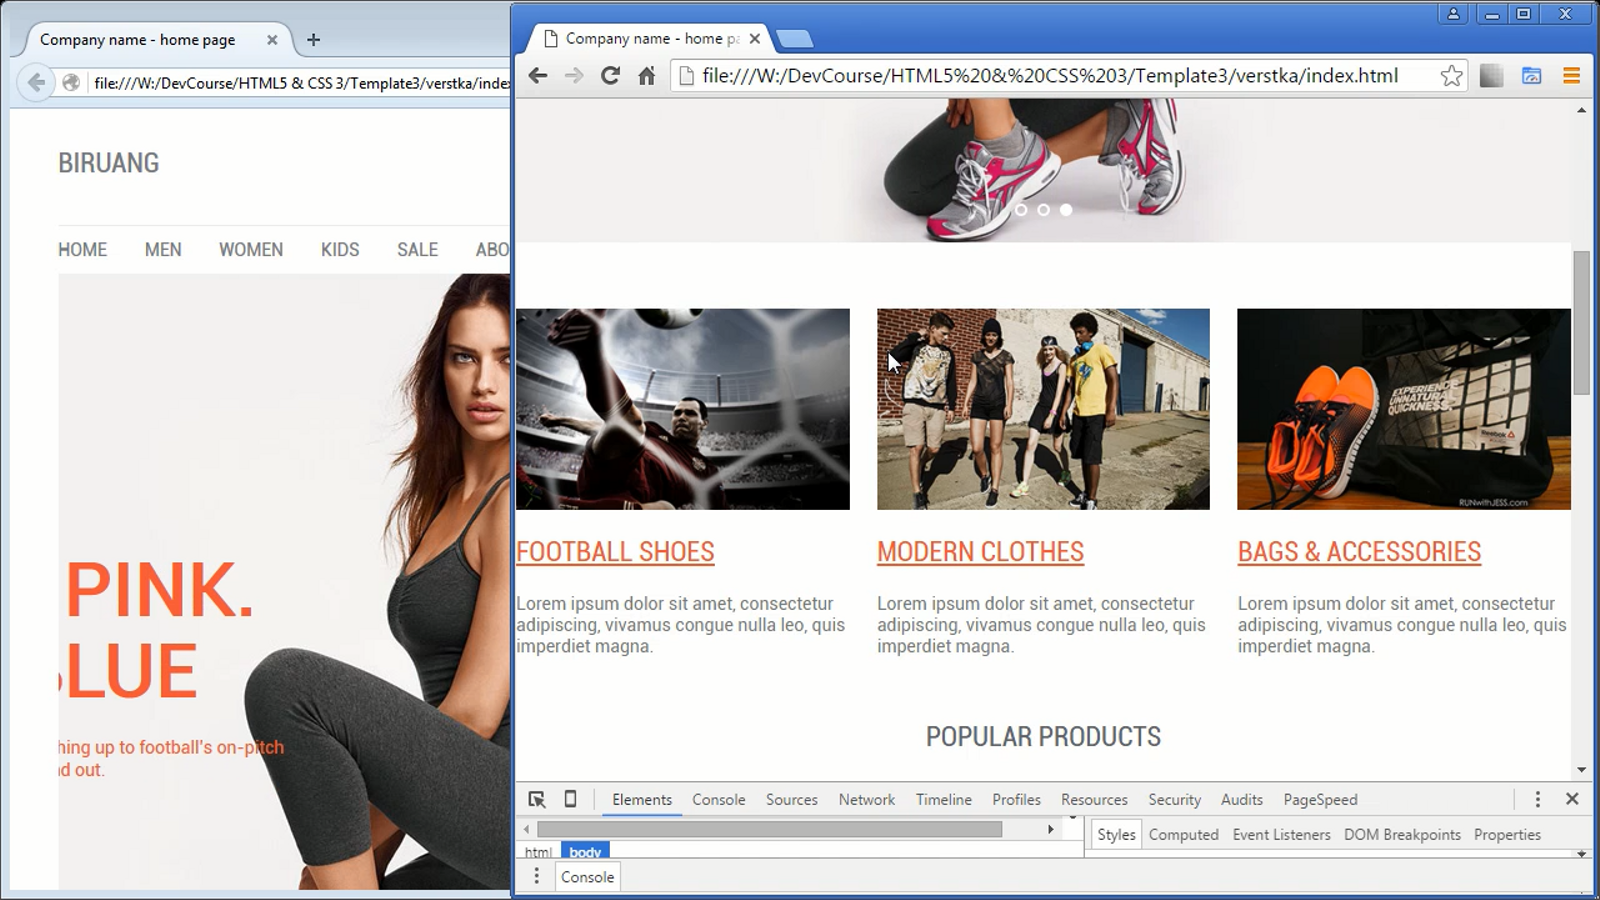 Company name - home page
file:///W:/DevCourse/HTML5 & CSS 3/Template3/verstka/inde
BIRUANG
HOME MEN WOMEN KIDS SALE ABO
PINK.
LUE
hing up to football's on-pitch
d out.
Company name - home pa
file:///W:/DevCourse/HTML5%20&%20CSS%203/Template3/verstka/index.html
EXPERIENCE
UNNATURAL
QUICKNESS.
Reebok
RUNwithJESS.com
FOOTBALL SHOES
Lorem ipsum dolor sit amet, consectetur
adipiscing, vivamus congue nulla leo, quis
imperdiet magna.
MODERN CLOTHES
Lorem ipsum dolor sit amet, consectetur
adipiscing, vivamus congue nulla leo, quis
imperdiet magna.
BAGS & ACCESSORIES
Lorem ipsum dolor sit amet, consectetur
adipiscing, vivamus congue nulla leo, quis
imperdiet magna.
POPULAR PRODUCTS
Elements Console Sources Network Timeline Profiles Resources Security Audits PageSpeed
Styles Computed Event Listeners DOM Breakpoints Properties
html body
Console